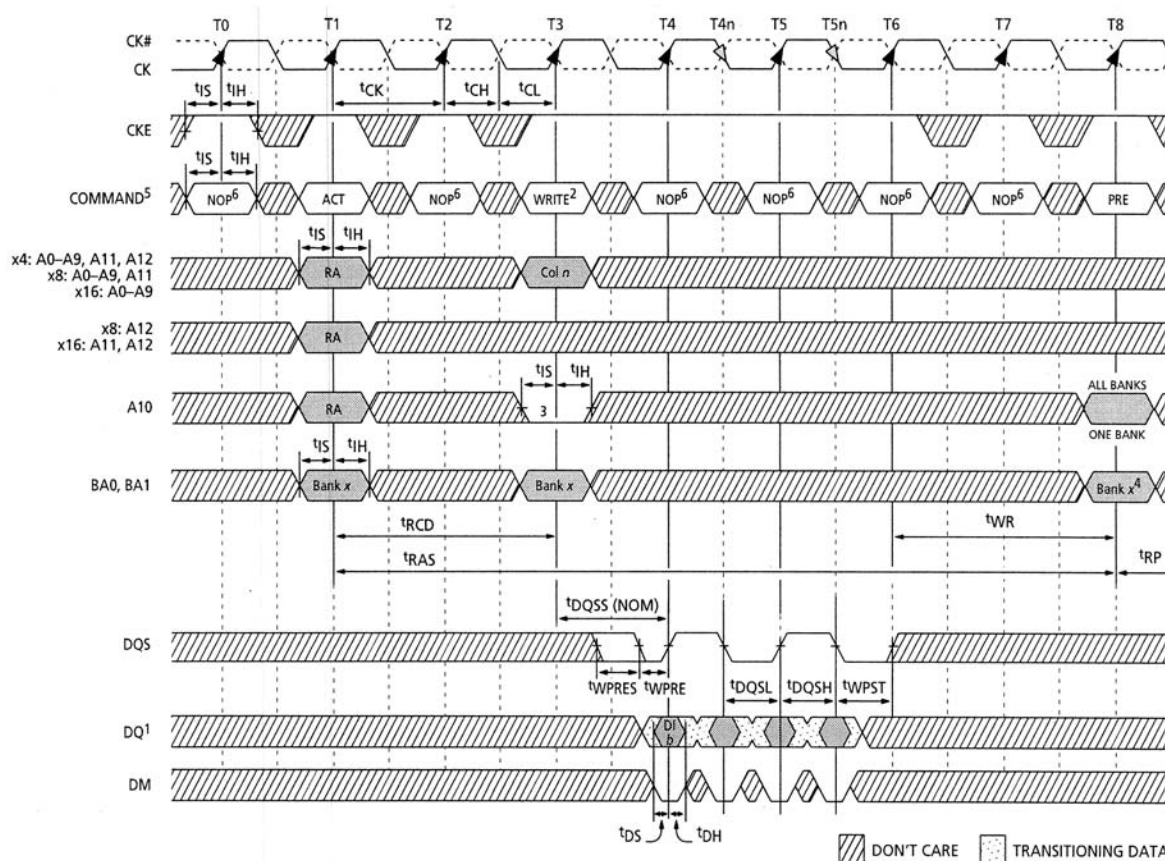 T0 T1 T2 T3 T4 T4n T5 T5n T6 T7 T8
CK#
CK
tIS tIH tCK tCH tCL
CKE
tIS tIH
COMMAND5 NOP6 ACT NOP6 WRITE2 NOP6 NOP6 NOP6 NOP6 PRE
tIS tIH
x4: A0–A9, A11, A12
x8: A0–A9, A11
x16: A0–A9
RA Col n
x8: A12
x16: A11, A12
RA
tIS tIH
ALL BANKS
A10 RA 3
ONE BANK
tIS tIH
BA0, BA1 Bank x Bank x Bank x4
tRCD tWR
tRAS tRP
tDQSS (NOM)
DQS
tWPRES tWPRE tDQSL tDQSH tWPST
DQ1 DI b
DM
tDS tDH
DON'T CARE TRANSITIONING DATA